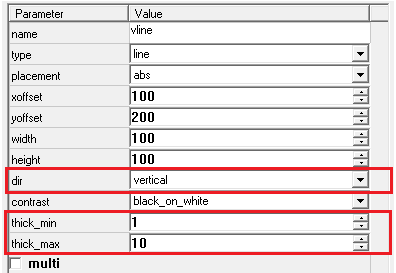 Parameter Value
name vline
type line
placement abs
xoffset 100
yoffset 200
width 100
height 100
dir vertical
contrast black_on_white
thick_min 1
thick_max 10
multi